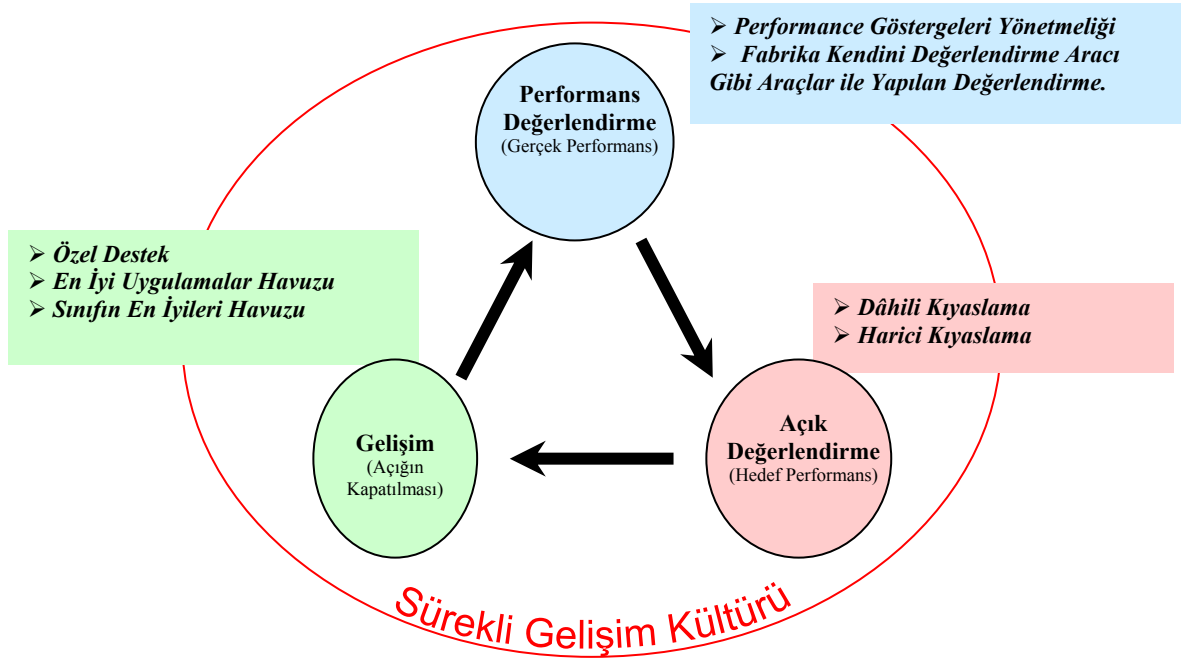 ➢ Performance Göstergeleri Yönetmeliği
➢ Fabrika Kendini Değerlendirme Aracı
Gibi Araçlar ile Yapılan Değerlendirme.
Performans
Değerlendirme
(Gerçek Performans)
➢ Özel Destek
➢ En İyi Uygulamalar Havuzu
➢ Sınıfın En İyileri Havuzu
➢ Dâhili Kıyaslama
➢ Harici Kıyaslama
Gelişim
(Açığın
Kapatılması)
Açık
Değerlendirme
(Hedef Performans)
Sürekli Gelişim Kültürü